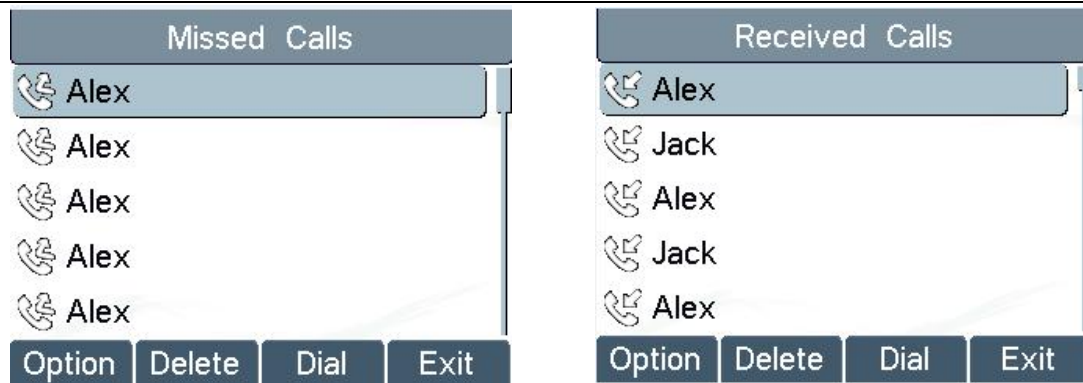 Missed Calls
Alex
Alex
Alex
Alex
Alex
Option Delete Dial Exit
Received Calls
Alex
Jack
Alex
Jack
Alex
Option Delete Dial Exit